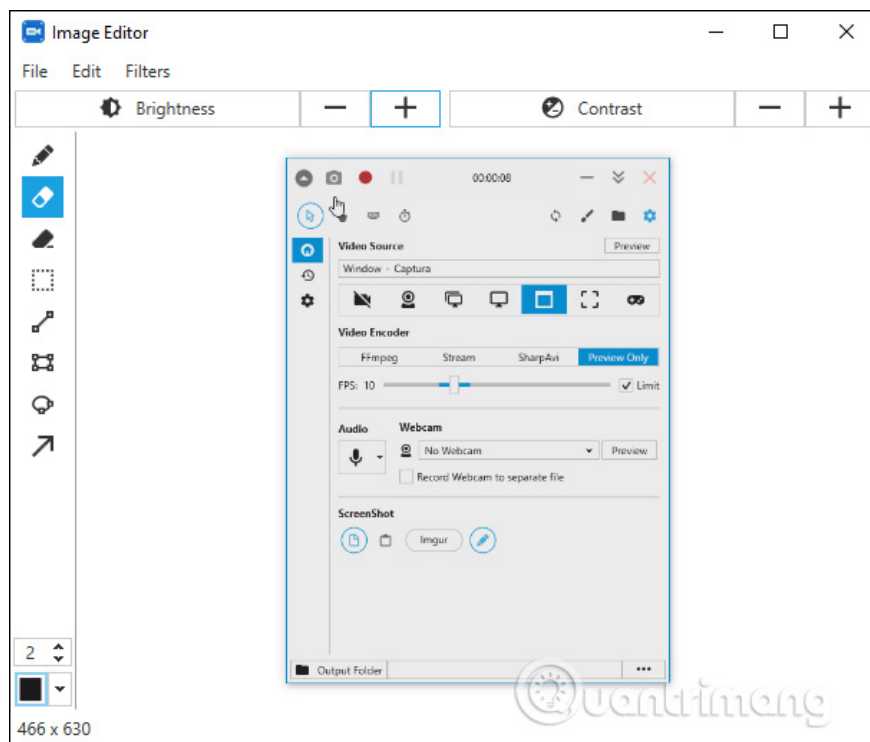 Image Editor
File Edit Filters
Brightness Contrast
00:00:08
Video Source Preview
Window - Captura
Video Encoder
FFmpeg Stream SharpAvi Preview Only
FPS: 10 Limit
Audio Webcam
No Webcam Preview
Record Webcam to separate file
ScreenShot
Imgur
Output Folder
Quantrimang
2
466 x 630